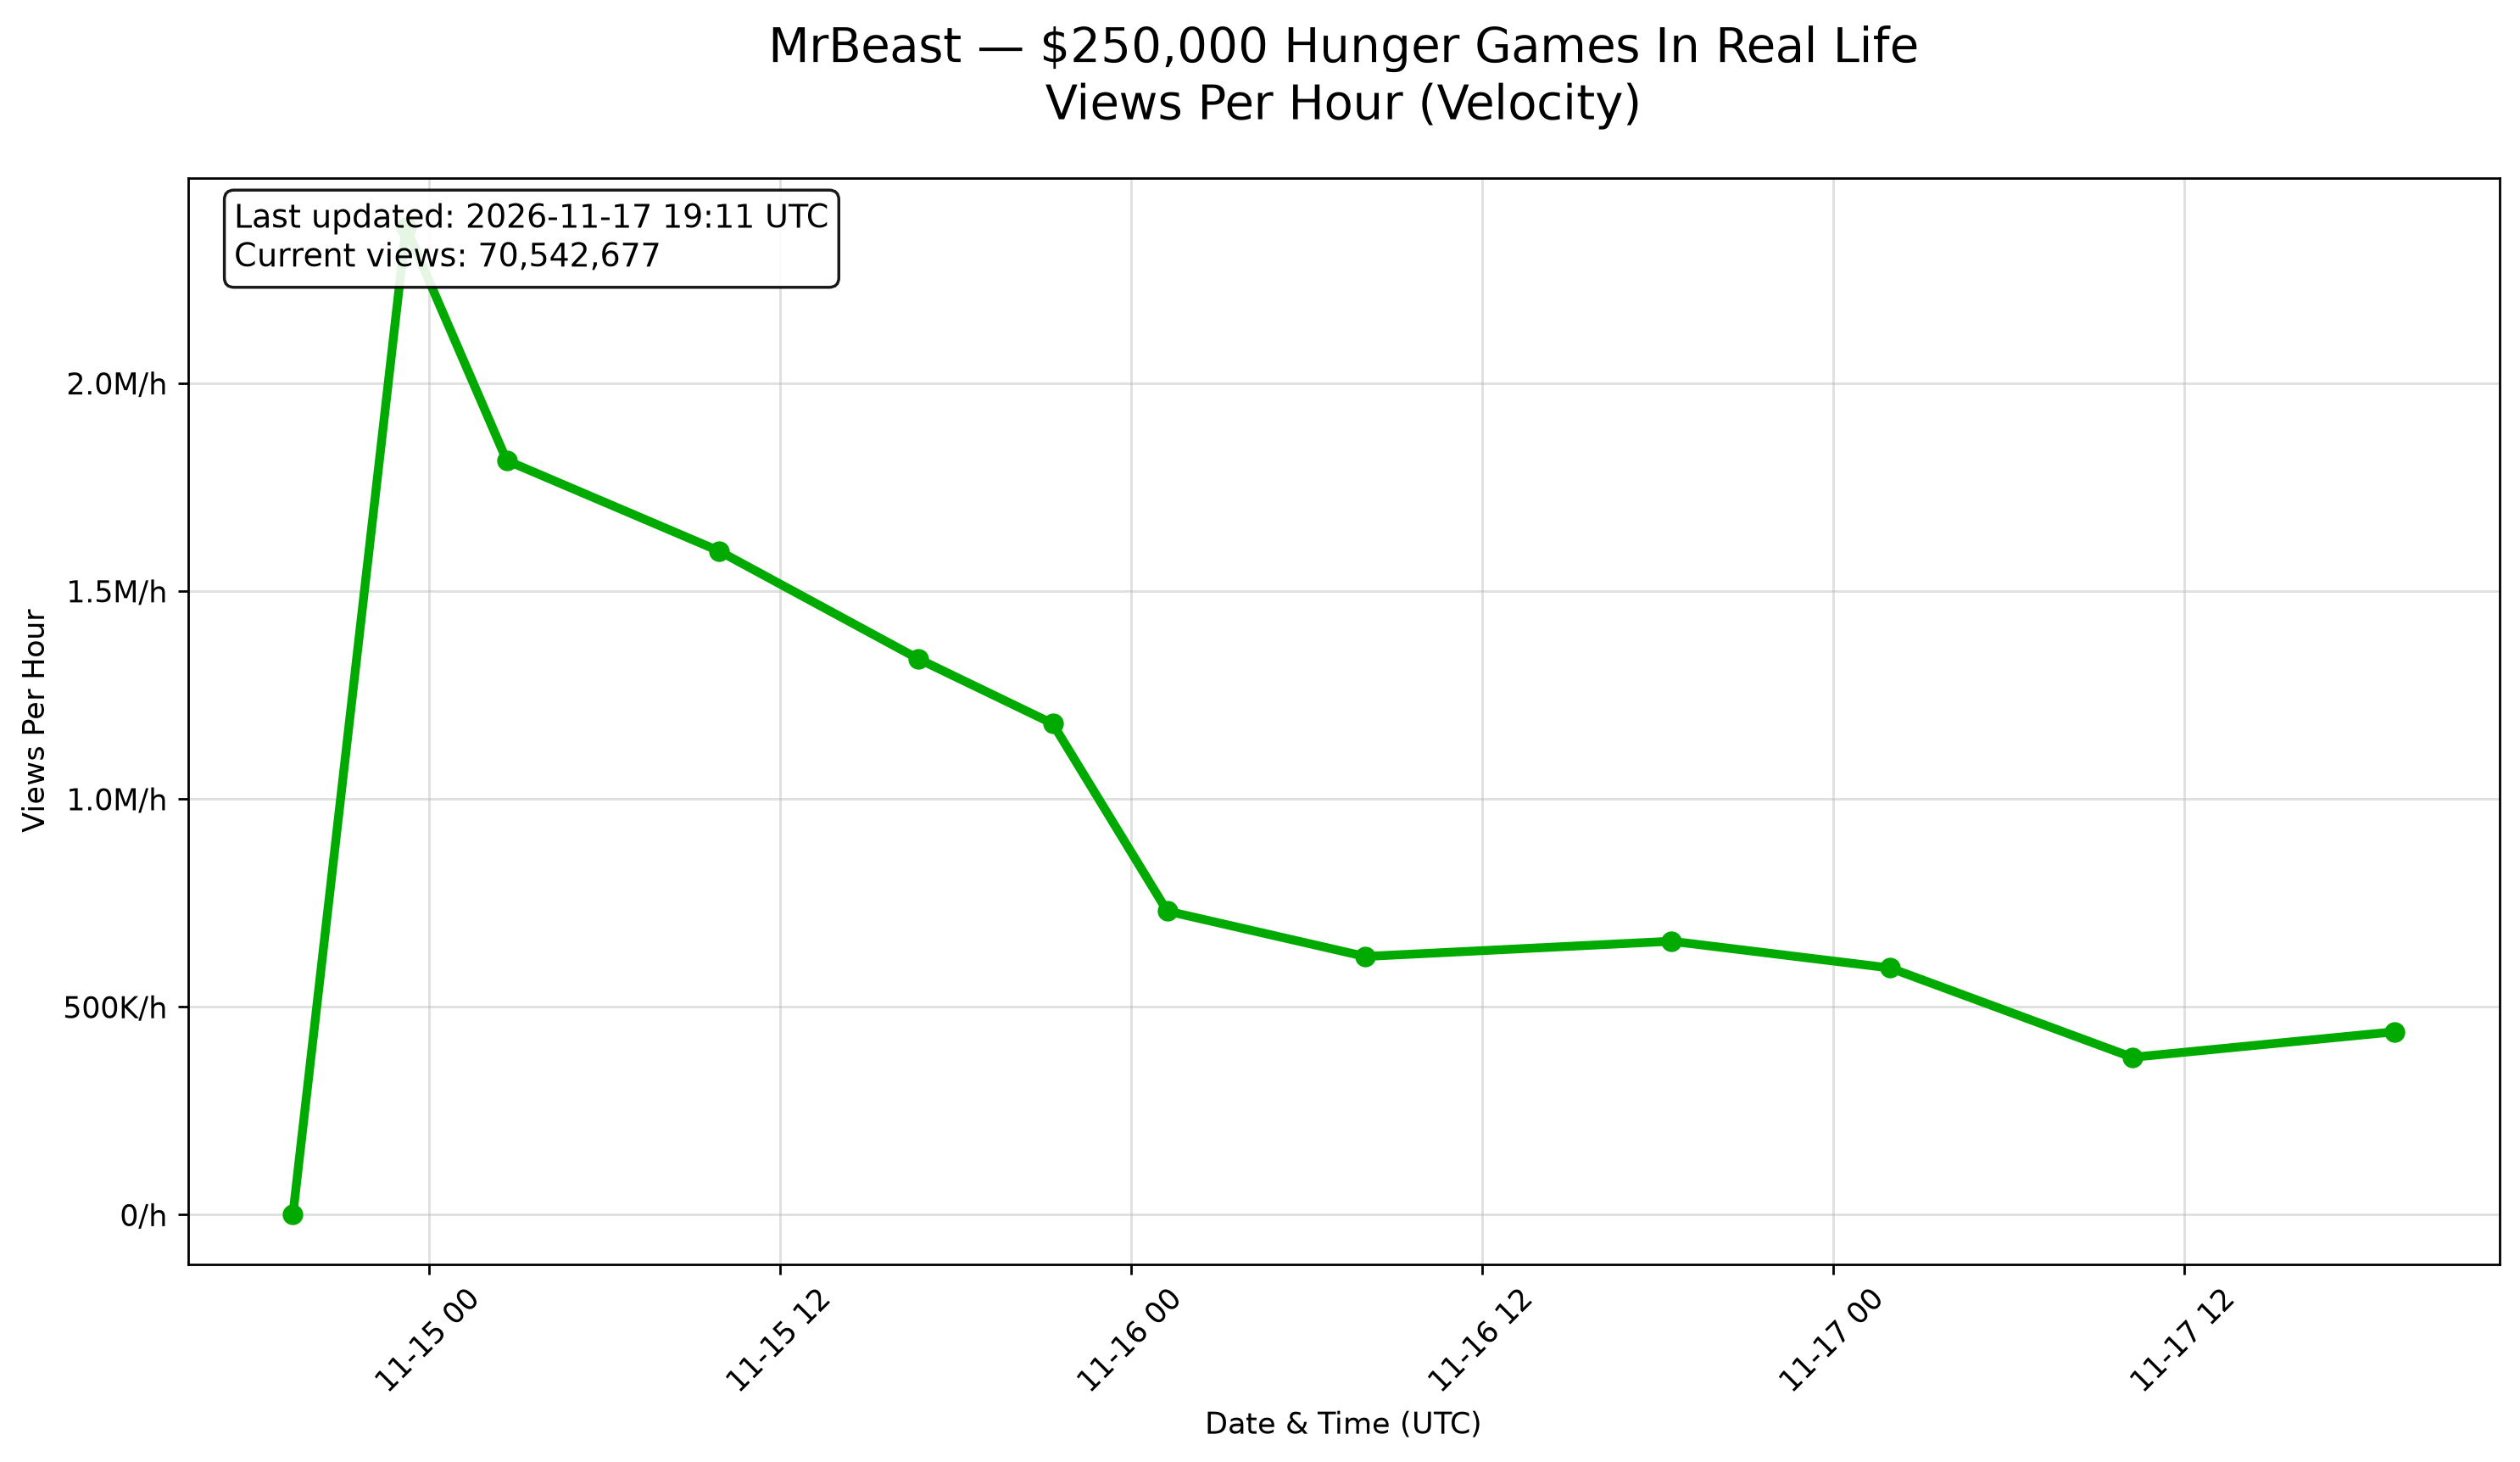 MrBeast — $250,000 Hunger Games In Real Life
Views Per Hour (Velocity)
Last updated: 2026-11-17 19:11 UTC
Current views: 70,542,677
Views Per Hour
2.0M/h
1.5M/h
1.0M/h
500K/h
0/h
11-15 00
11-15 12
11-16 00
11-16 12
11-17 00
11-17 12
Date & Time (UTC)